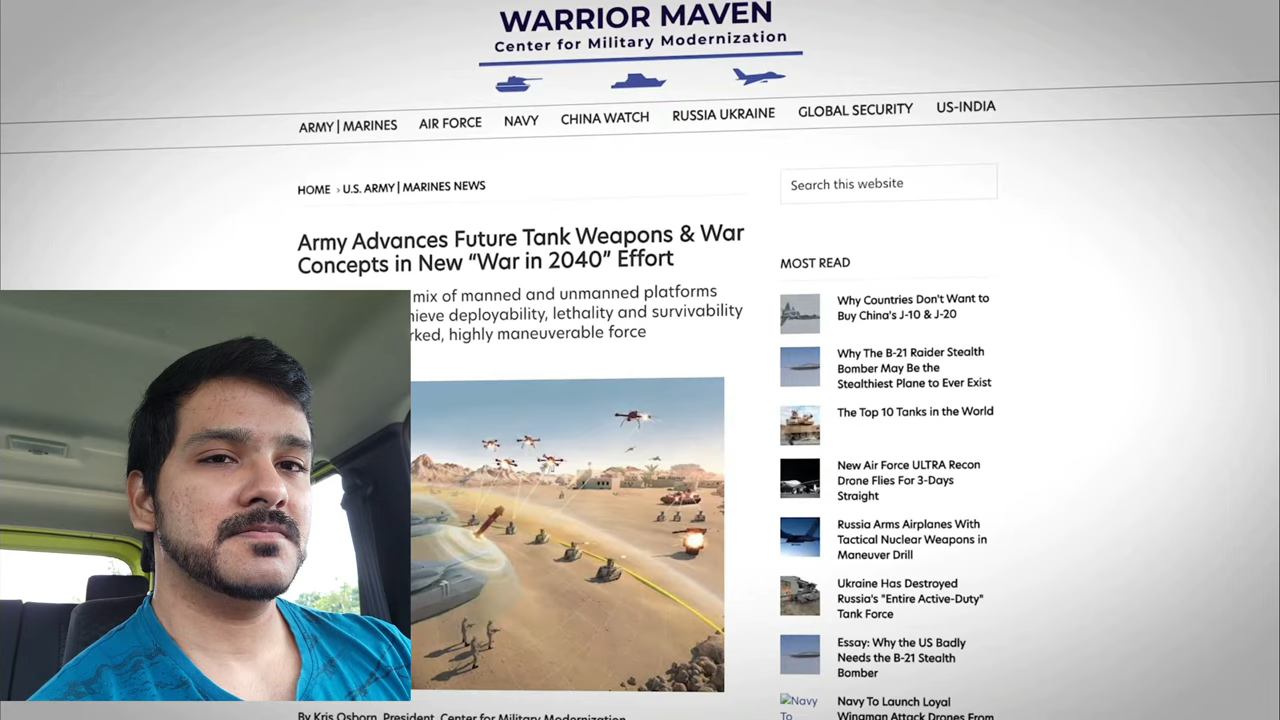 WARRIOR MAVEN
Center for Military Modernization
ARMY | MARINES AIR FORCE NAVY CHINA WATCH RUSSIA UKRAINE GLOBAL SECURITY US-INDIA
HOME › U.S. ARMY | MARINES NEWS
Search this website
Army Advances Future Tank Weapons & War
Concepts in New “War in 2040” Effort
mix of manned and unmanned platforms
deployability, lethality and survivability
highly maneuverable force
MOST READ
Why Countries Don't Want to
Buy China's J-10 & J-20
Why The B-21 Raider Stealth
Bomber May Be the
Stealthiest Plane to Ever Exist
The Top 10 Tanks in the World
New Air Force ULTRA Recon
Drone Flies For 3-Days
Straight
Russia Arms Airplanes With
Tactical Nuclear Weapons in
Maneuver Drill
Ukraine Has Destroyed
Russia's "Entire Active-Duty"
Tank Force
Essay: Why the US Badly
Needs the B-21 Stealth
Bomber
Navy
To
Navy To Launch Loyal
Wingman Attack Drones From
By Kris Osborn, President, Center for Military Modernization